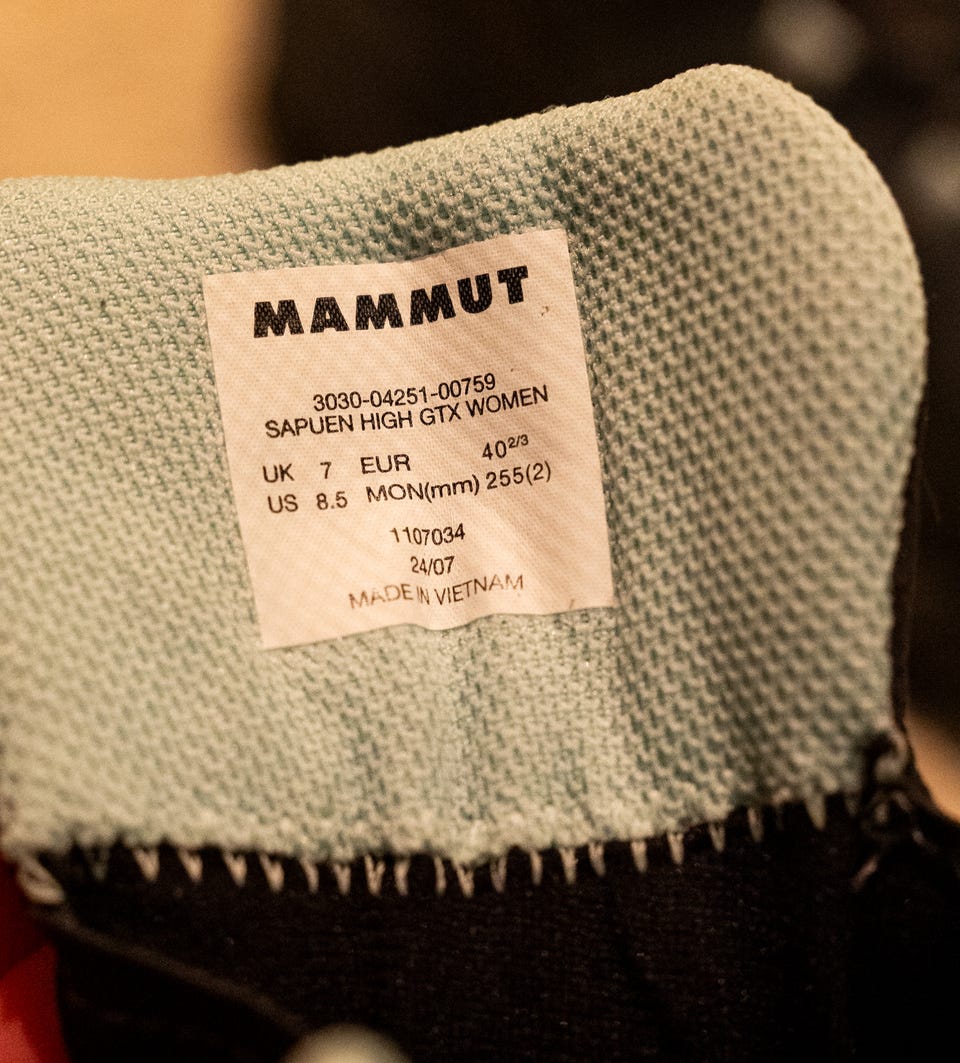 MAMMUT
3030-04251-00759
SAPUEN HIGH GTX WOMEN
UK 7 EUR 40 2/3
US 8.5 MON(mm) 255(2)
1107034
24/07
MADE IN VIETNAM